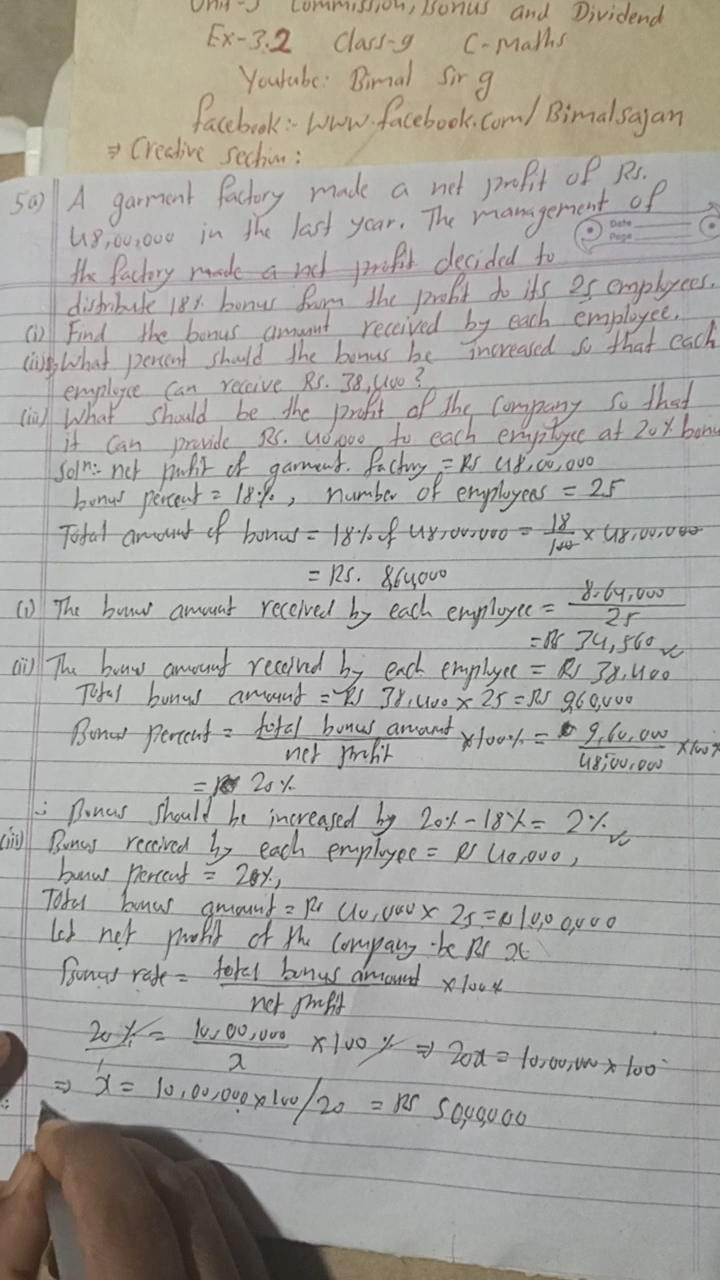 Unit-3 Commission, Bonus and Dividend
Ex-3.2 Class-9 C-Maths
Youtube: Bimal Sir g
facebook:- www.facebook.com/Bimalsajan
⇒ Creative section:
5a) A garment factory made a net profit of Rs.
48,00,000 in the last year. The management of
Date
Page
the factory made a net profit decided to
distribute 18% bonus from the profit to its 25 employees.
(i) Find the bonus amount received by each employee.
(ii) What percent should the bonus be increased so that each
employee can receive Rs. 38,400?
(iii) What should be the profit of the company so that
it can provide Rs. 40,000 to each employee at 20% bonu
Soln:- net profit of garment factory = Rs 48,00,000
bonus percent = 18%, number of employees = 25
Total amount of bonus = 18% of 48,00,000 = 18/100 × 48,00,000
= Rs. 864,000
(i) The bonus amount received by each employee = 8,64,000/25
= Rs 34,560
(ii) The bonus amount received by each employee = Rs 38,400
Total bonus amount = Rs 38,400 × 25 = Rs 960,000
Bonus percent = total bonus amount/net profit ×100% = 9,60,000/48,00,000 ×100%
= 20%
∴ Bonus should be increased by 20% - 18% = 2%
(iii) Bonus received by each employee = Rs 40,000,
bonus percent = 20%,
Total bonus amount = Rs 40,000 × 25 = Rs 10,00,000
Let net profit of the company be Rs x
Bonus rate = total bonus amount/net profit ×100%
20%/1 = 10,00,000/x ×100% ⇒ 20x = 10,00,000 × 100
⇒ x = 10,00,000×100/20 = Rs 50,00,000